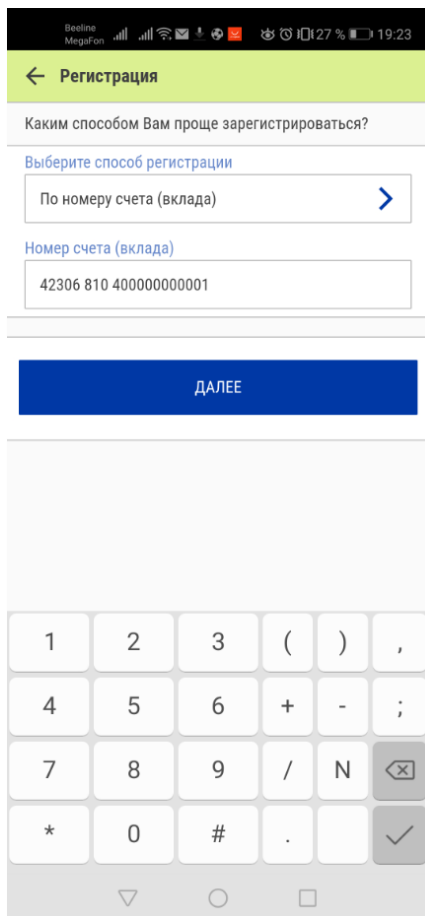 Beeline
MegaFon
27 % 19:23
Регистрация
Каким способом Вам проще зарегистрироваться?
Выберите способ регистрации
По номеру счета (вклада)
Номер счета (вклада)
42306 810 400000000001
ДАЛЕЕ
1 2 3 ( ) ,
4 5 6 + - ;
7 8 9 / N
* 0 # .